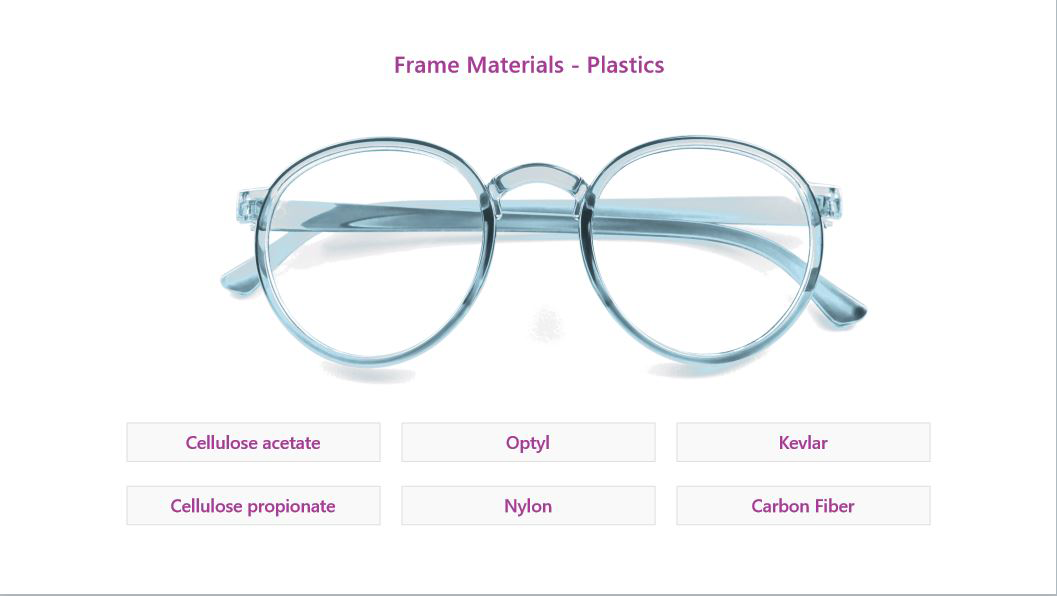 Frame Materials - Plastics
Cellulose acetate
Optyl
Kevlar
Cellulose propionate
Nylon
Carbon Fiber